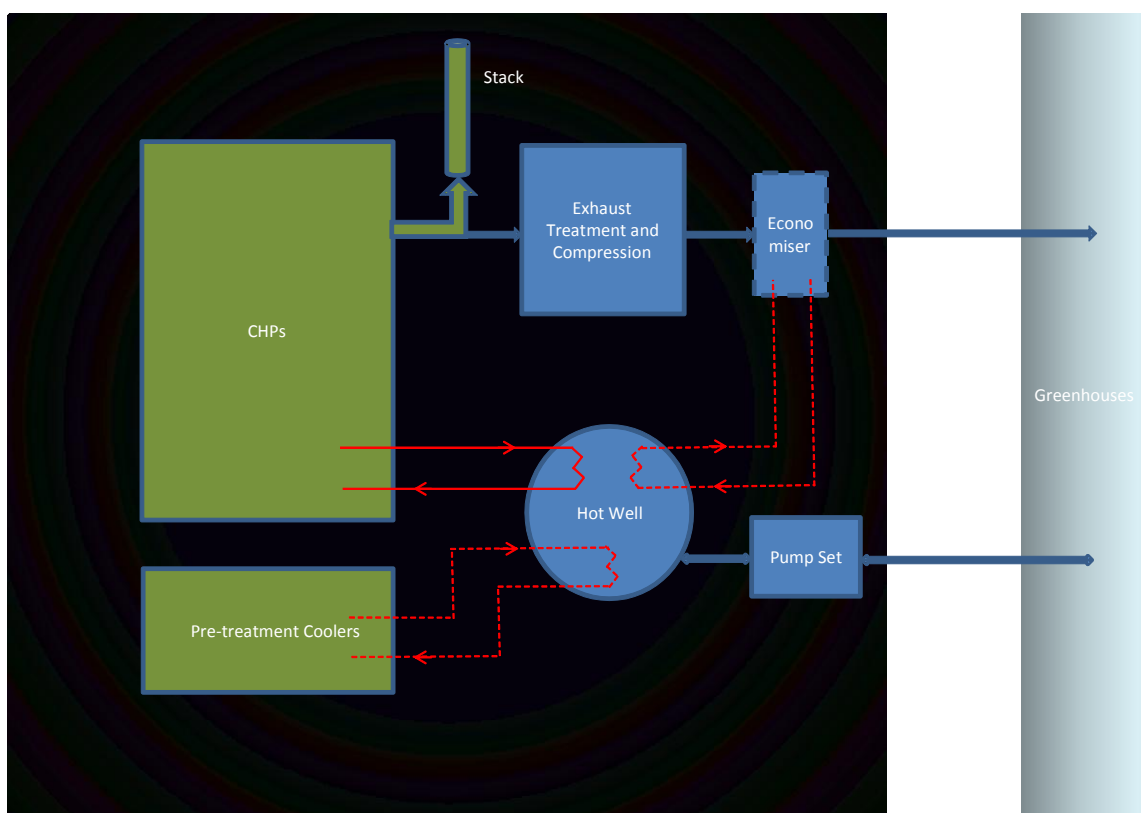 Stack
Exhaust
Treatment and
Compression
Econo
miser
CHPs
Greenhouses
Hot Well
Pump Set
Pre-treatment Coolers